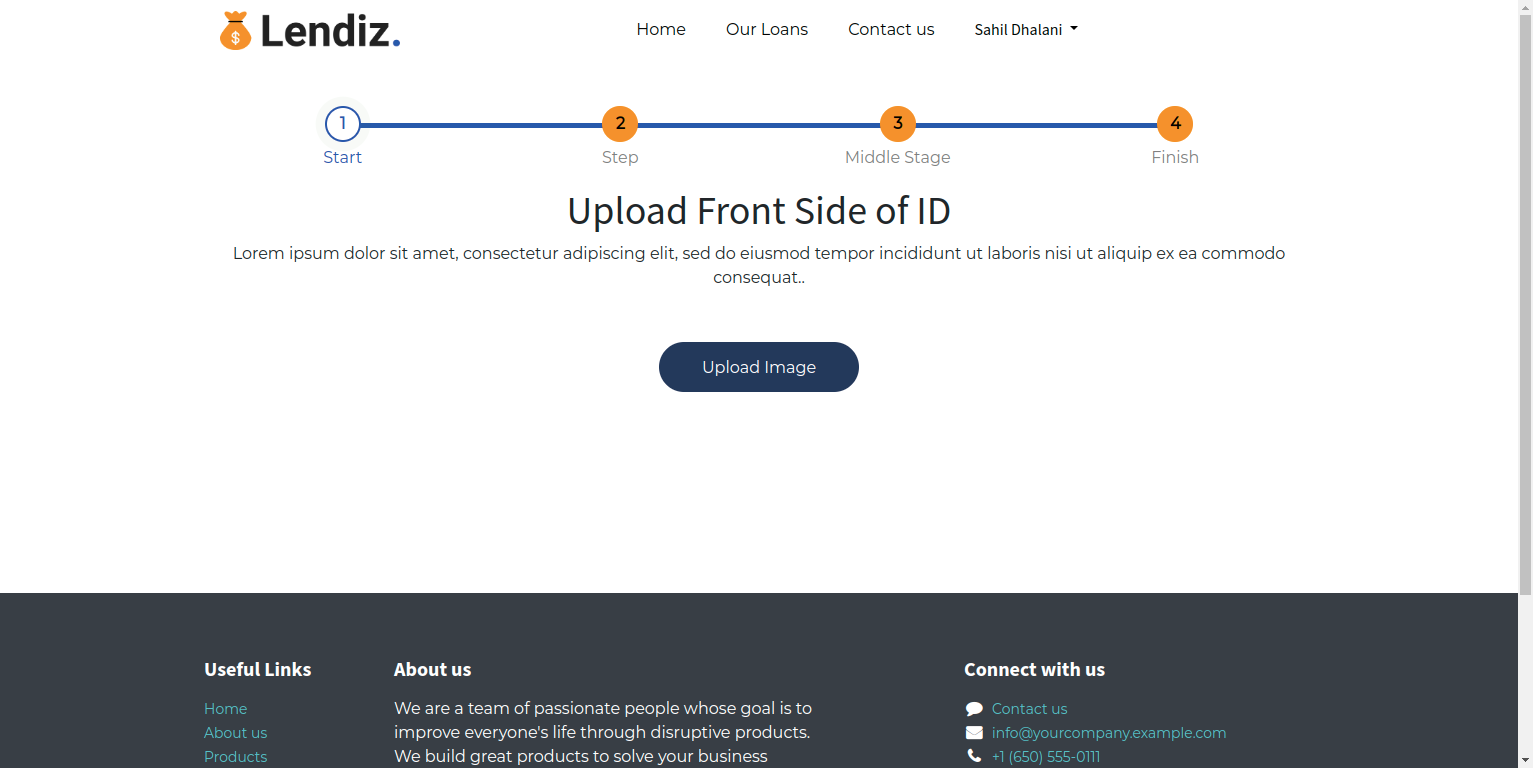 $ Lendiz.
Home Our Loans Contact us Sahil Dhalani
1 2 3 4
Start Step Middle Stage Finish
Upload Front Side of ID
Lorem ipsum dolor sit amet, consectetur adipiscing elit, sed do eiusmod tempor incididunt ut laboris nisi ut aliquip ex ea commodo
consequat..
Upload Image
Useful Links
Home
About us
Products
About us
We are a team of passionate people whose goal is to
improve everyone's life through disruptive products.
We build great products to solve your business
Connect with us
Contact us
info@yourcompany.example.com
+1 (650) 555-0111